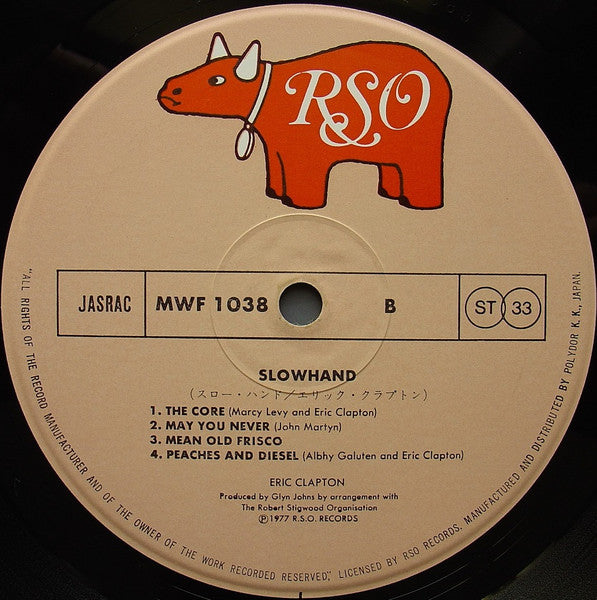 RSO
JASRAC
MWF 1038
B
ST 33
SLOWHAND
(スロー・ハンド/エリック・クラプトン)
1. THE CORE (Marcy Levy and Eric Clapton)
2. MAY YOU NEVER (John Martyn)
3. MEAN OLD FRISCO
4. PEACHES AND DIESEL (Albhy Galuten and Eric Clapton)
ERIC CLAPTON
Produced by Glyn Johns by arrangement with
The Robert Stigwood Organisation
Ⓟ 1977 R.S.O. RECORDS
"ALL RIGHTS OF THE RECORD MANUFACTURER AND OF THE OWNER OF THE WORK RECORDED RESERVED", LICENSED BY RSO RECORDS. MANUFACTURED AND DISTRIBUTED BY POLYDOR K. K., JAPAN.